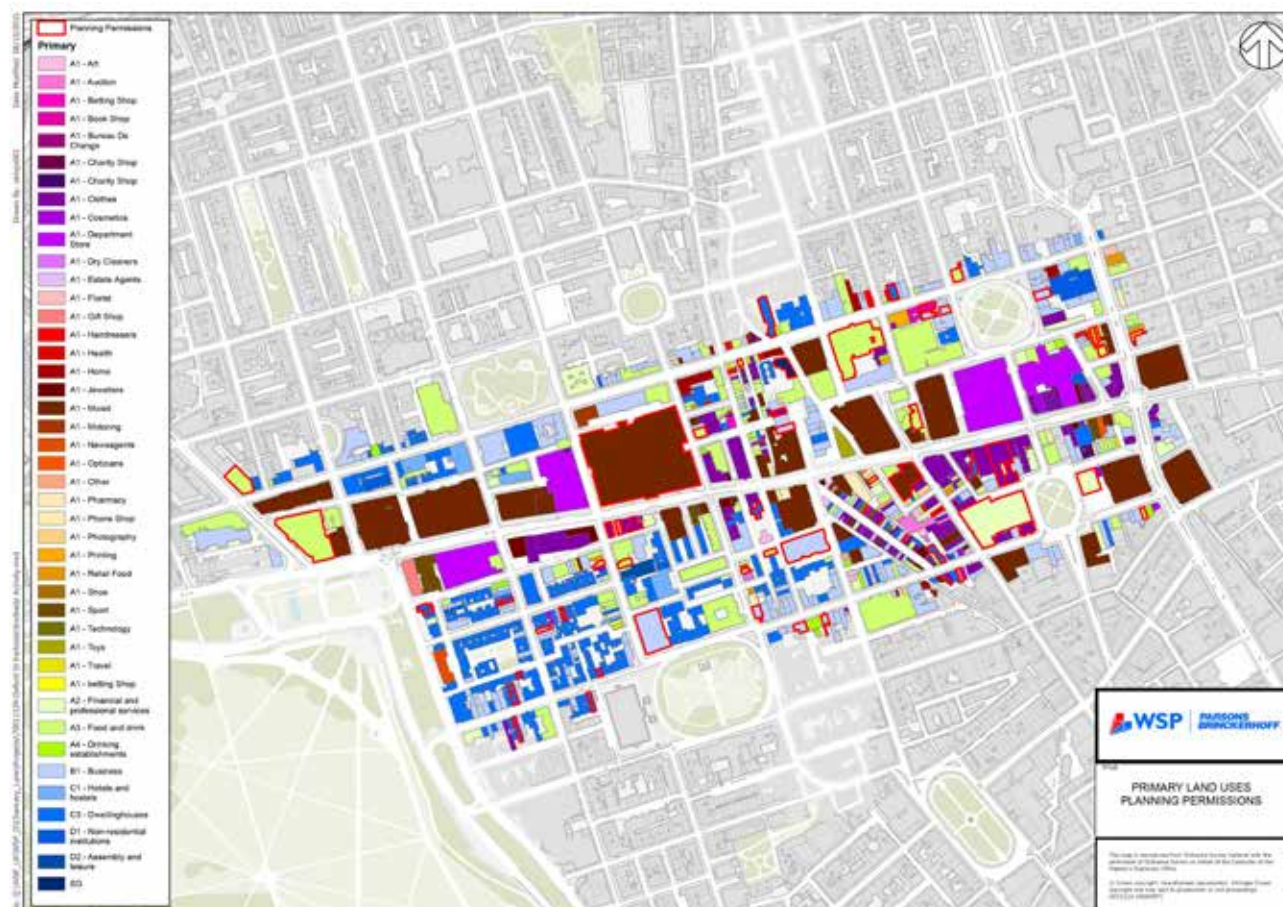 Planning Permissions
Primary
A1 - Art
A1 - Auction
A1 - Betting Shop
A1 - Book Shop
A1 - Bureau De
Change
A1 - Charity Shop
A1 - Charity Shop
A1 - Clothes
A1 - Cosmetics
A1 - Department
Store
A1 - Dry Cleaners
A1 - Estate Agents
A1 - Florist
A1 - Gift Shop
A1 - Hairdressers
A1 - Health
A1 - Home
A1 - Jewellers
A1 - Mixed
A1 - Motoring
A1 - Newsagents
A1 - Opticians
A1 - Other
A1 - Pharmacy
A1 - Phone Shop
A1 - Photography
A1 - Printing
A1 - Retail Food
A1 - Shoe
A1 - Sport
A1 - Technology
A1 - Toys
A1 - Travel
A1 - betting Shop
A2 - Financial and
professional services
A3 - Food and drink
A4 - Drinking
establishments
B1 - Business
C1 - Hotels and
hostels
C3 - Dwellinghouses
D1 - Non-residential
institutions
D2 - Assembly and
leisure
SG
WSP
PARSONS
BRINCKERHOFF
PRIMARY LAND USES
PLANNING PERMISSIONS